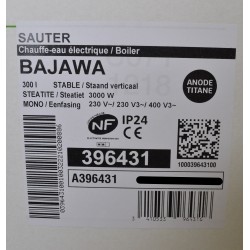 SAUTER
Chauffe-eau électrique / Boiler
BAJAWA
ANODE TITANE
300 l STABLE / Staand verticaal
STEATITE / Steatiet 3000 W
MONO / Eenfasing 230 V~/ 230 V3~/ 400 V3~
NF IP24
CE
396431
100039643100
A396431